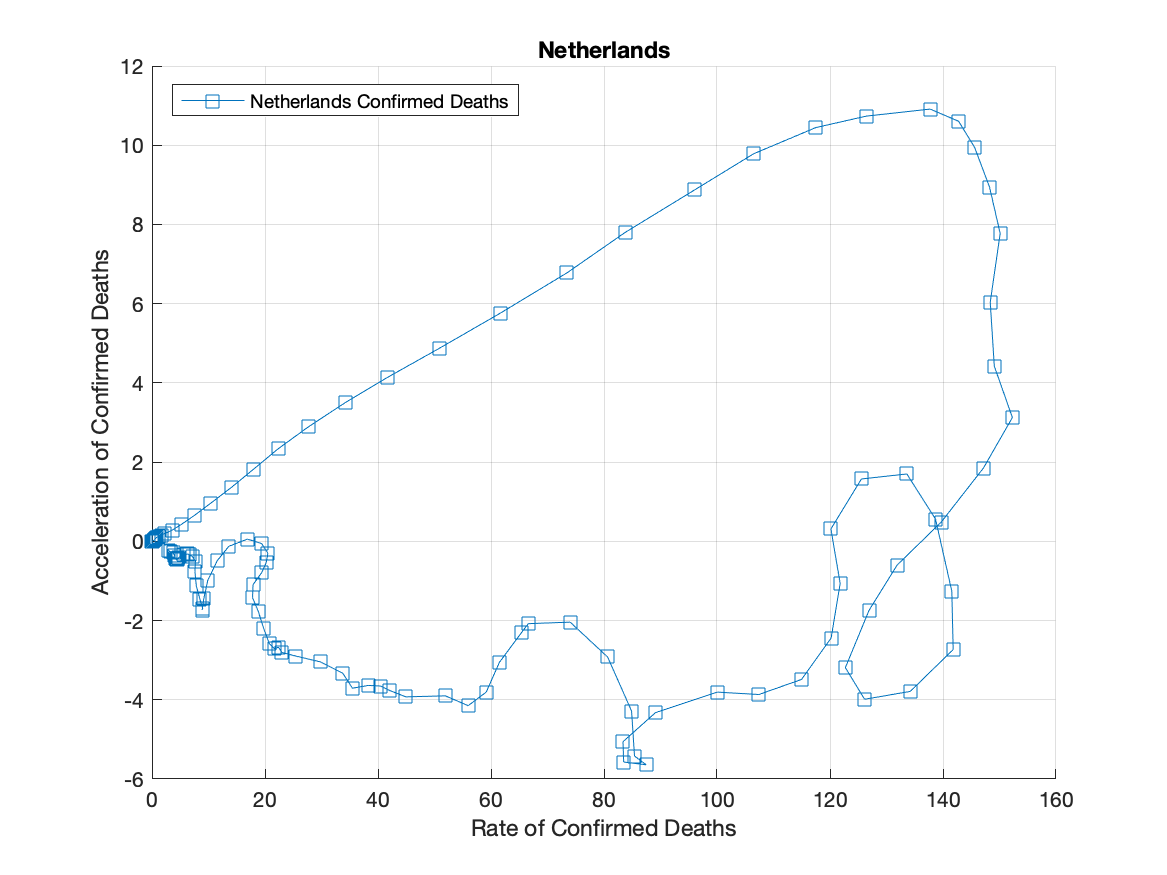 Netherlands
Netherlands Confirmed Deaths
12
10
8
6
4
2
0
-2
-4
-6
Acceleration of Confirmed Deaths
0 20 40 60 80 100 120 140 160
Rate of Confirmed Deaths